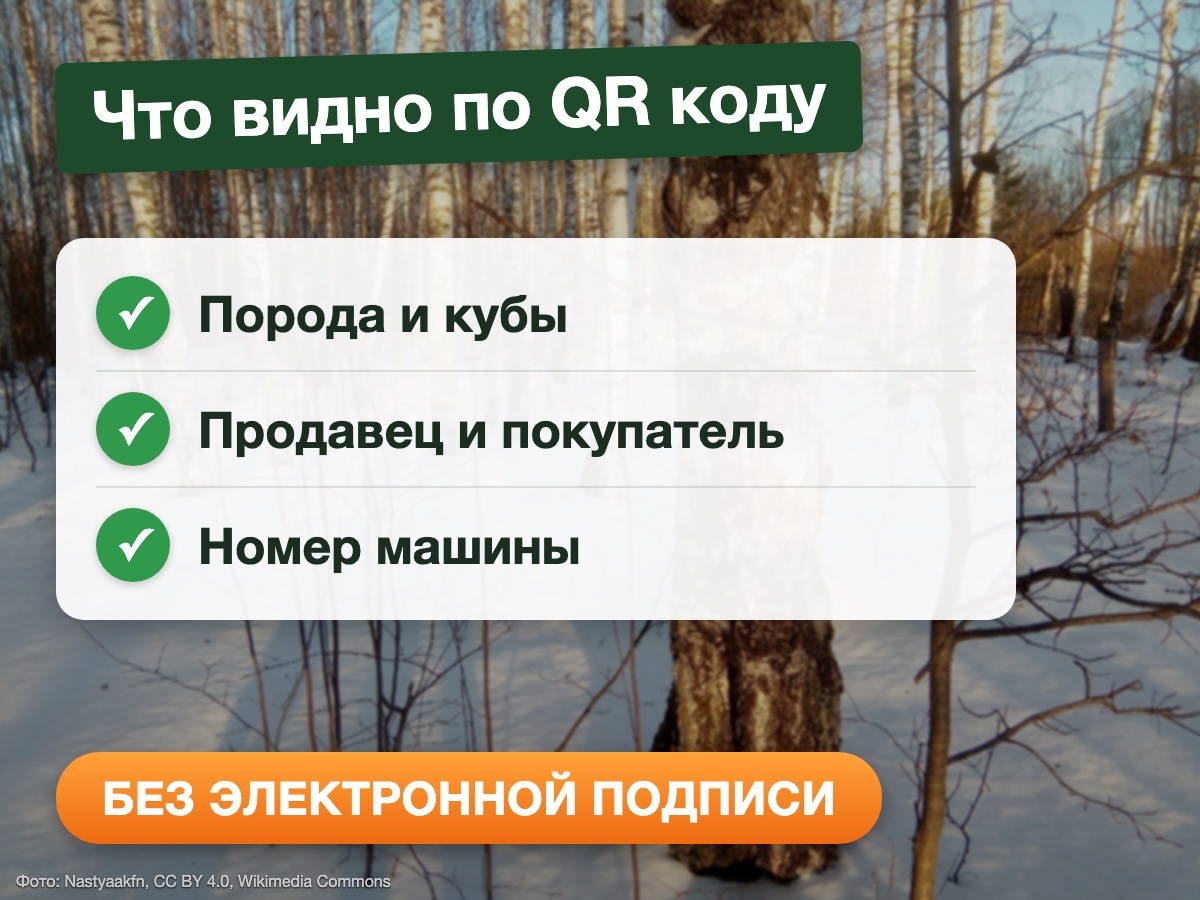 Что видно по QR коду
Порода и кубы
Продавец и покупатель
Номер машины
БЕЗ ЭЛЕКТРОННОЙ ПОДПИСИ
Фото: Nastyaakfn, CC BY 4.0, Wikimedia Commons